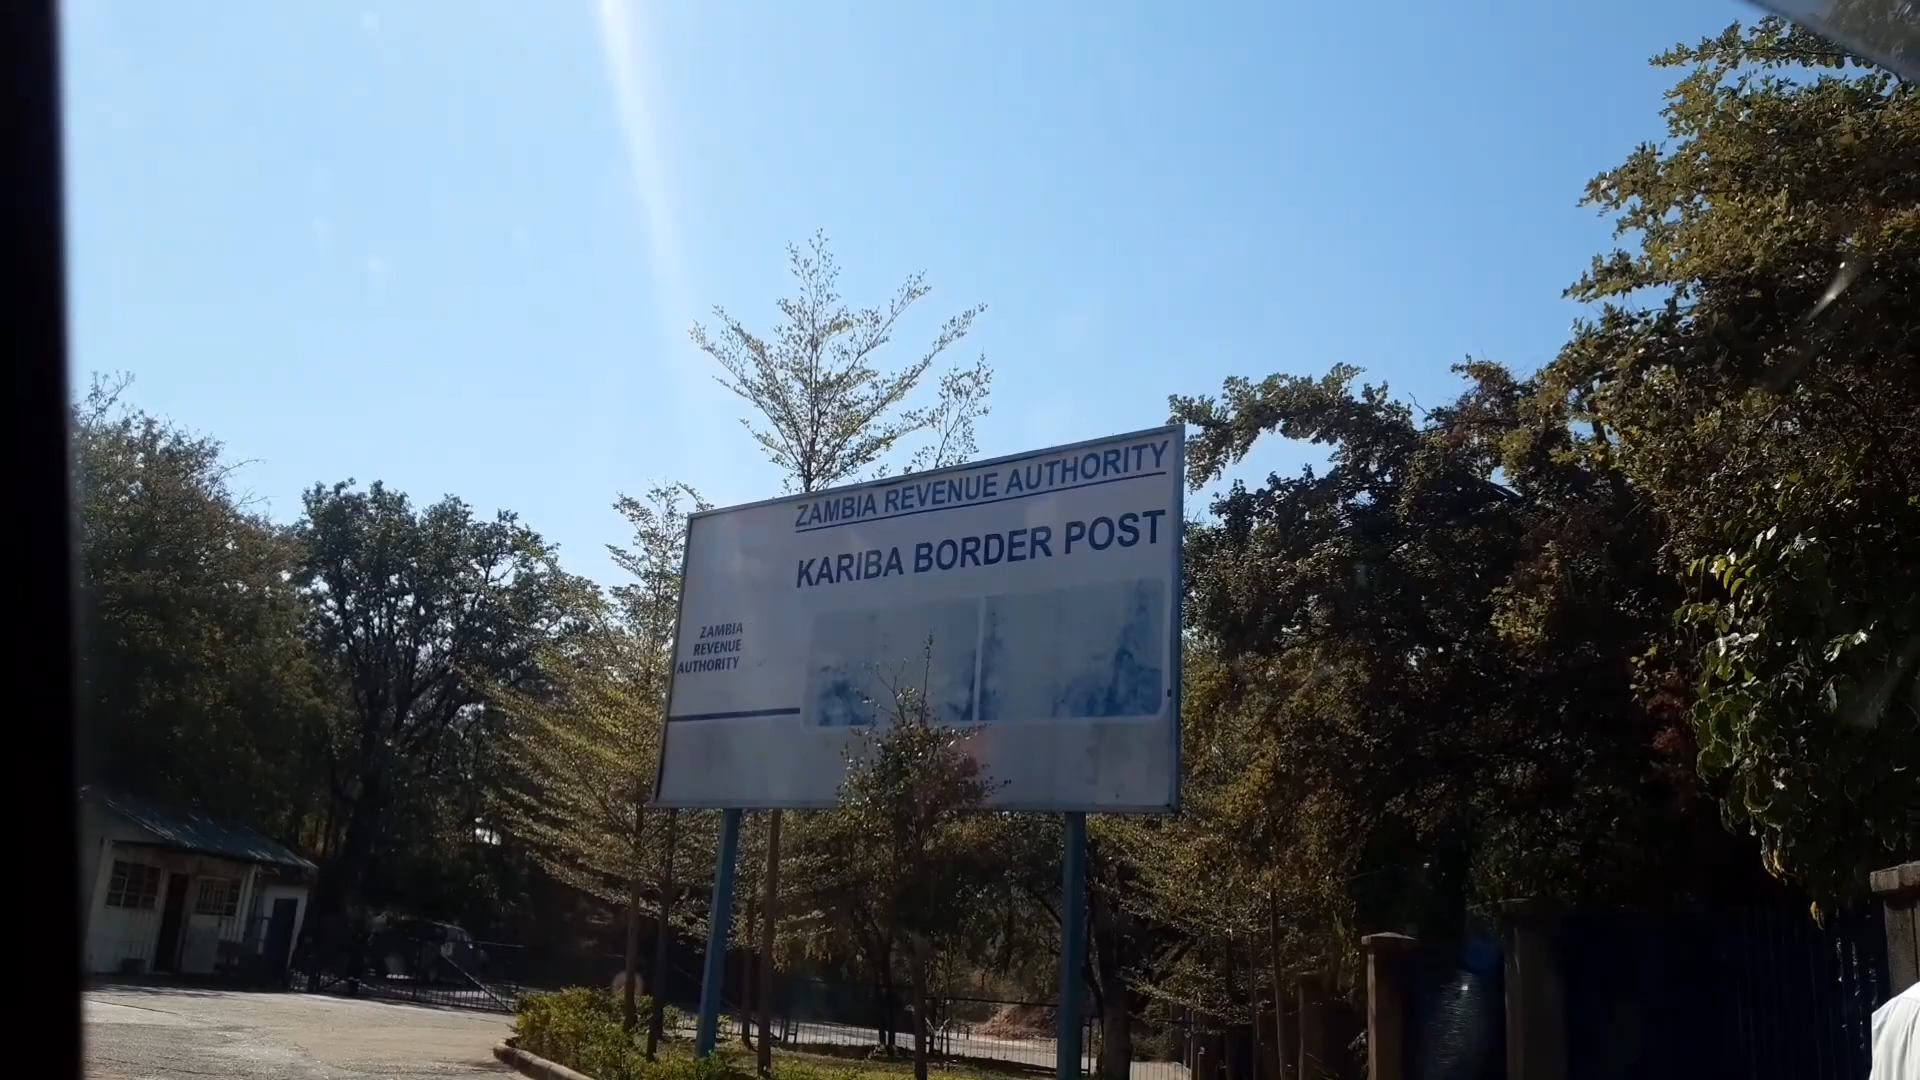 ZAMBIA REVENUE AUTHORITY
KARIBA BORDER POST
ZAMBIA
REVENUE
AUTHORITY